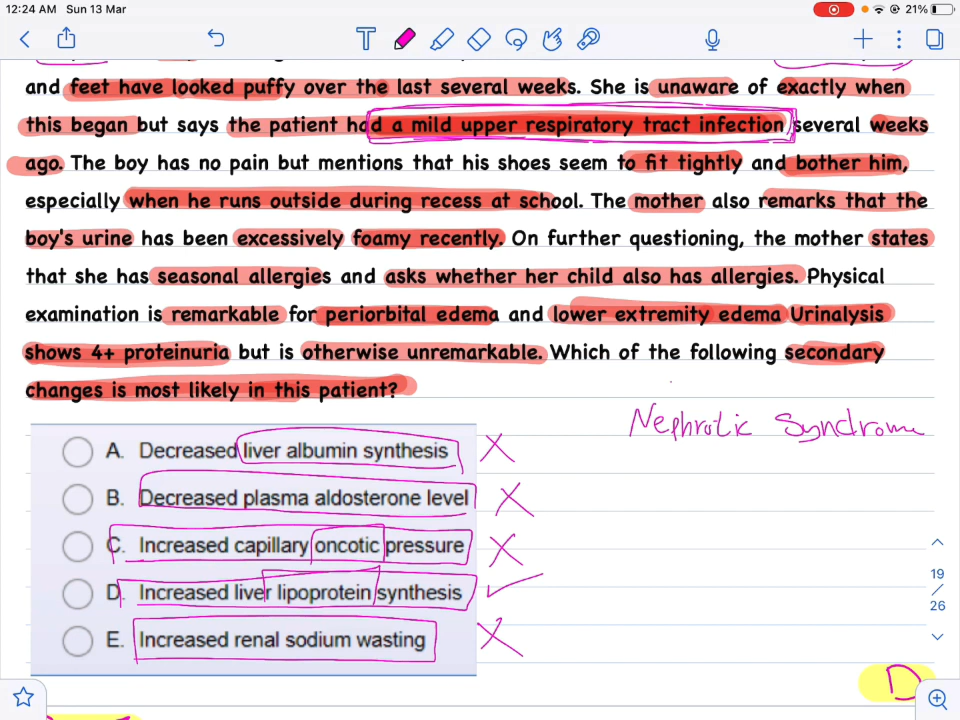 12:24 AM Sun 13 Mar
21%
and feet have looked puffy over the last several weeks. She is unaware of exactly when
this began but says the patient had a mild upper respiratory tract infection several weeks
ago. The boy has no pain but mentions that his shoes seem to fit tightly and bother him,
especially when he runs outside during recess at school. The mother also remarks that the
boy's urine has been excessively foamy recently. On further questioning, the mother states
that she has seasonal allergies and asks whether her child also has allergies. Physical
examination is remarkable for periorbital edema and lower extremity edema Urinalysis
shows 4+ proteinuria but is otherwise unremarkable. Which of the following secondary
changes is most likely in this patient?
Nephrotic Syndrome
A. Decreased liver albumin synthesis
B. Decreased plasma aldosterone level
C. Increased capillary oncotic pressure
D. Increased liver lipoprotein synthesis
E. Increased renal sodium wasting
19
/
26
D